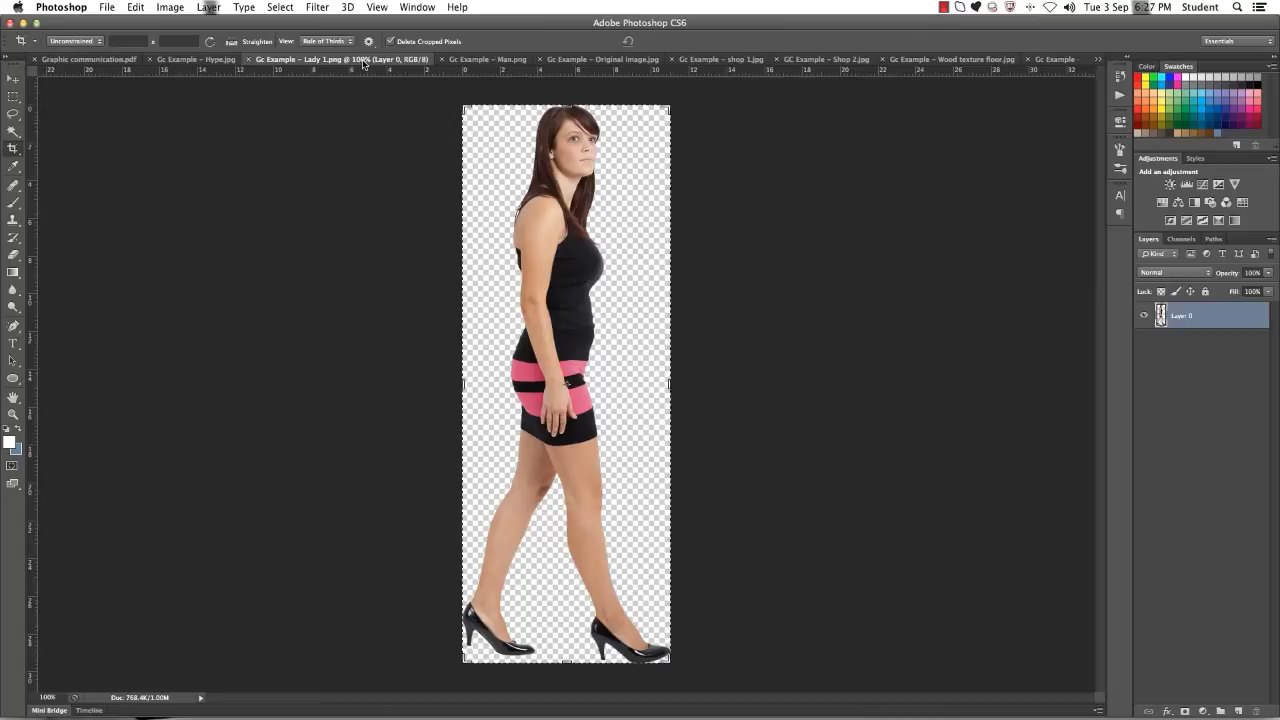 Photoshop File Edit Image Layer Type Select Filter 3D View Window Help Tue 3 Sep 6:27 PM Student
Adobe Photoshop CS6
Unconstrained x Straighten View: Rule of Thirds Delete Cropped Pixels Essentials
Graphic communication.pdf Gc Example - Hype.jpg Gc Example - Lady 1.png @ 100% (Layer 0, RGB/8) Gc Example - Man.png Gc Example - Original image.jpg Gc Example - shop 1.jpg GC Example - Shop 2.jpg Gc Example - Wood texture floor.jpg Gc Example -
Color Swatches
Adjustments Styles
Add an adjustment
Layers Channels Paths
Kind
Normal Opacity: 100%
Lock: Fill: 100%
Layer 0
100% Doc: 768.4K/1.00M
Mini Bridge Timeline